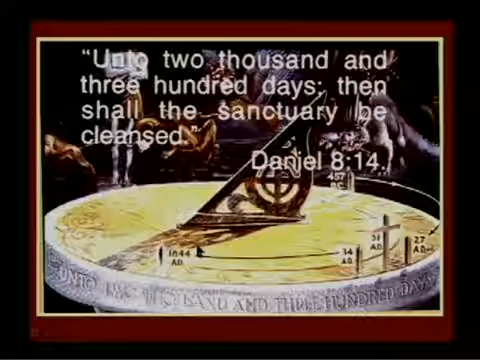 “Unto two thousand and
three hundred days; then
shall the sanctuary be
cleansed.”
Daniel 8:14.
457
B.C.
31
A.D.
27
A.D.
34
A.D.
1844
A.D.
UNTO TWO THOUSAND AND THREE HUNDRED DAYS